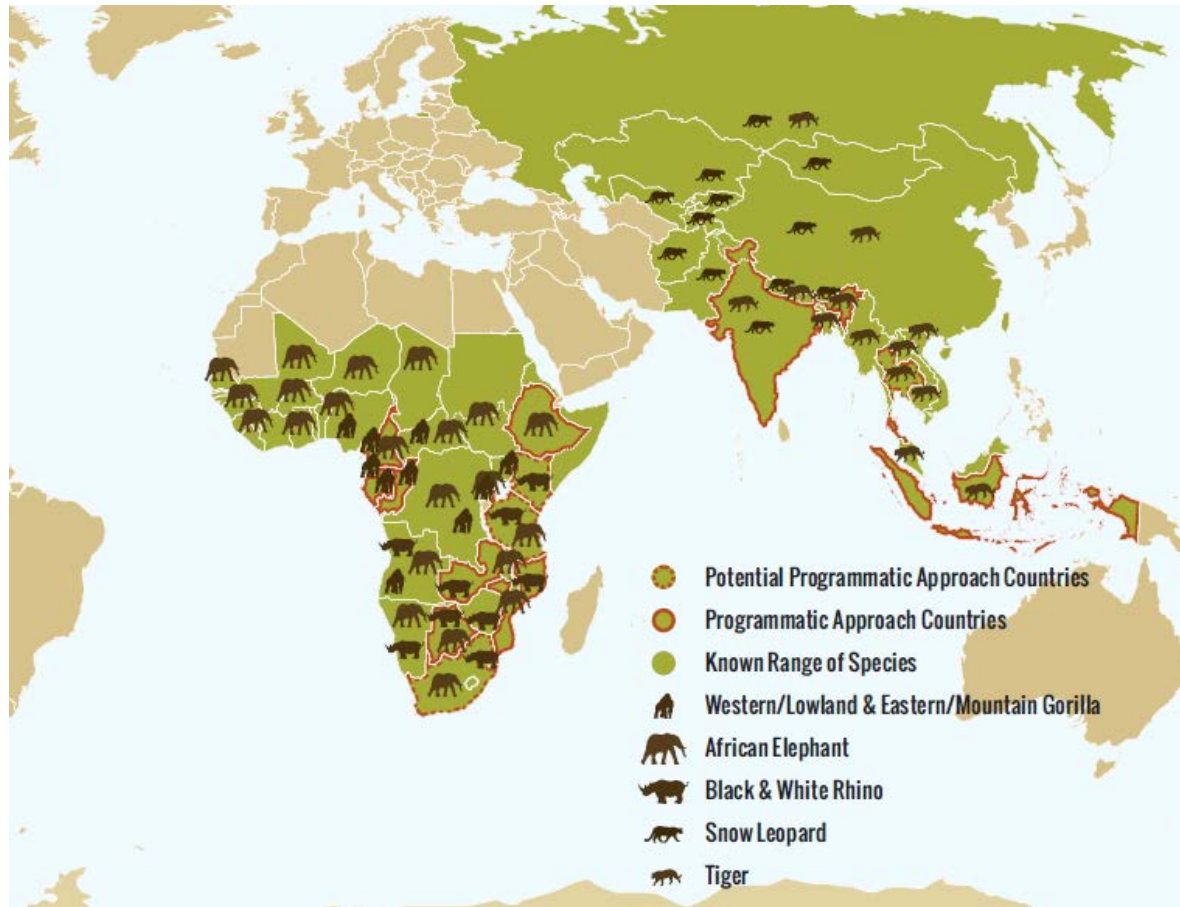 Potential Programmatic Approach Countries
Programmatic Approach Countries
Known Range of Species
Western/Lowland & Eastern/Mountain Gorilla
African Elephant
Black & White Rhino
Snow Leopard
Tiger